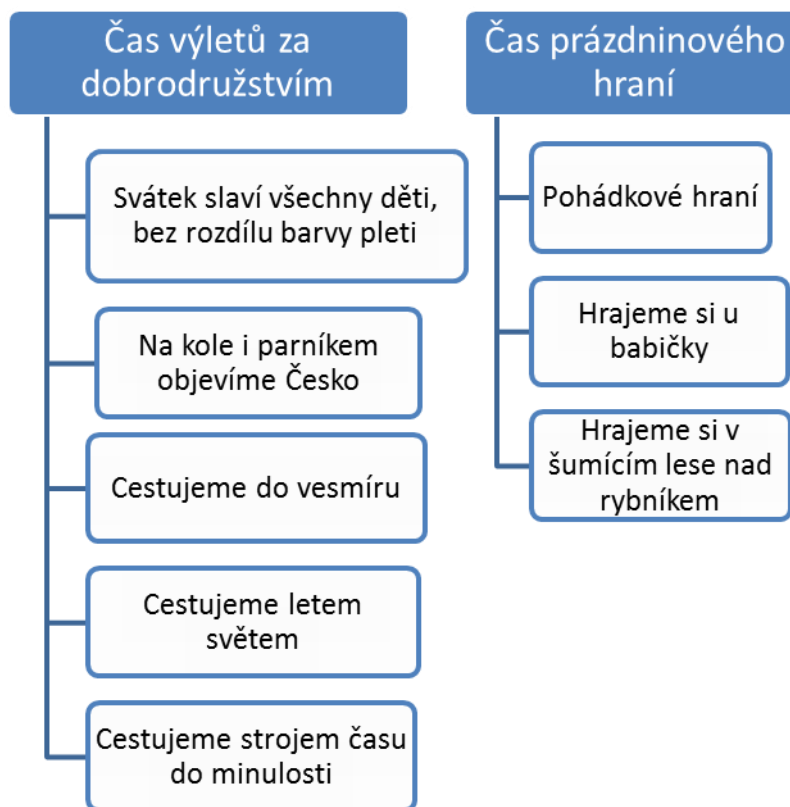 Čas výletů za
dobrodružstvím
Svátek slaví všechny děti,
bez rozdílu barvy pleti
Na kole i parníkem
objevíme Česko
Cestujeme do vesmíru
Cestujeme letem
světem
Cestujeme strojem času
do minulosti
Čas prázdninového
hraní
Pohádkové hraní
Hrajeme si u
babičky
Hrajeme si v
šumícím lese nad
rybníkem